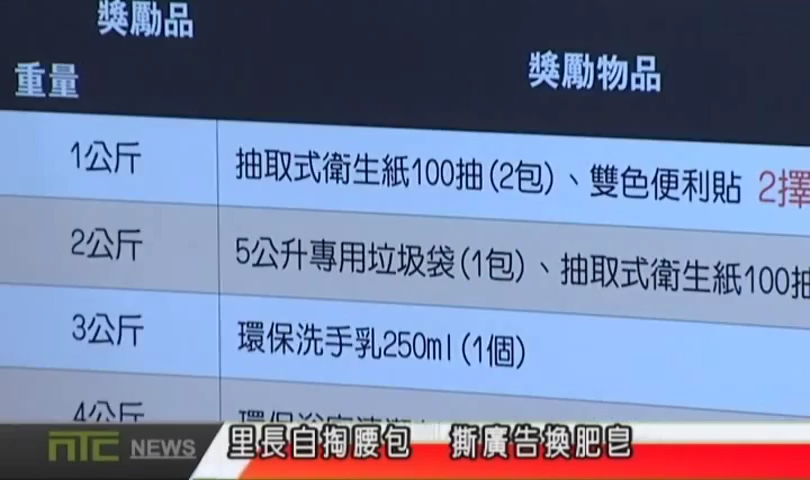 獎勵品
重量
獎勵物品
1公斤
抽取式衛生紙100抽(2包)、雙色便利貼 2擇
2公斤
5公升專用垃圾袋(1包)、抽取式衛生紙100抽
3公斤
環保洗手乳250ml(1個)
4公斤
NTC NEWS
里長自掏腰包 撕廣告換肥皂